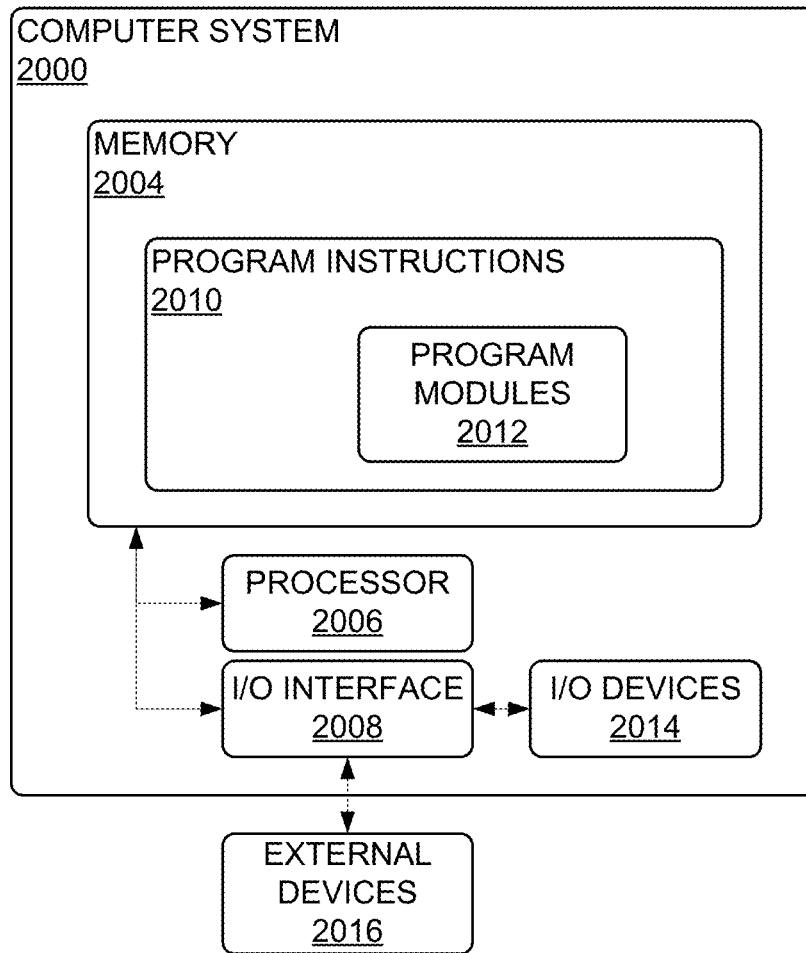 COMPUTER SYSTEM
2000
MEMORY
2004
PROGRAM INSTRUCTIONS
2010
PROGRAM
MODULES
2012
PROCESSOR
2006
I/O INTERFACE
2008
I/O DEVICES
2014
EXTERNAL
DEVICES
2016